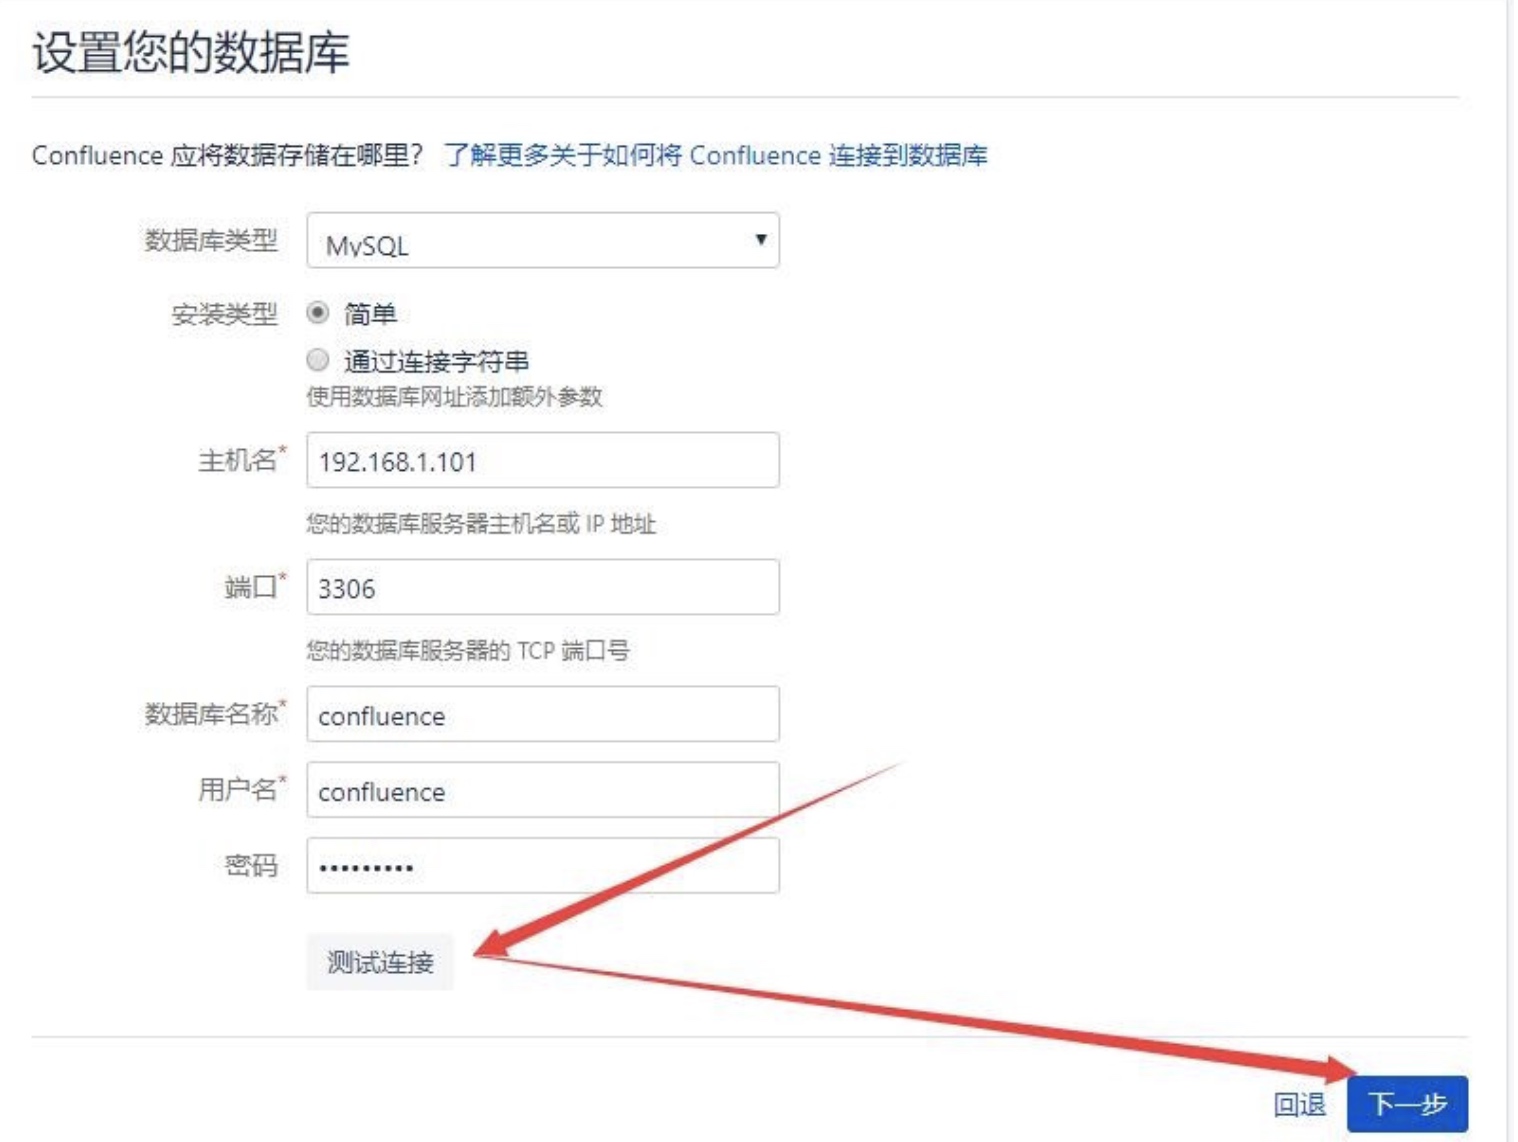 设置您的数据库
Confluence 应将数据存储在哪里? 了解更多关于如何将 Confluence 连接到数据库
数据库类型 MySQL
安装类型 简单
通过连接字符串
使用数据库网址添加额外参数
主机名* 192.168.1.101
您的数据库服务器主机名或 IP 地址
端口* 3306
您的数据库服务器的 TCP 端口号
数据库名称* confluence
用户名* confluence
密码 •••••••••
测试连接
回退 下一步